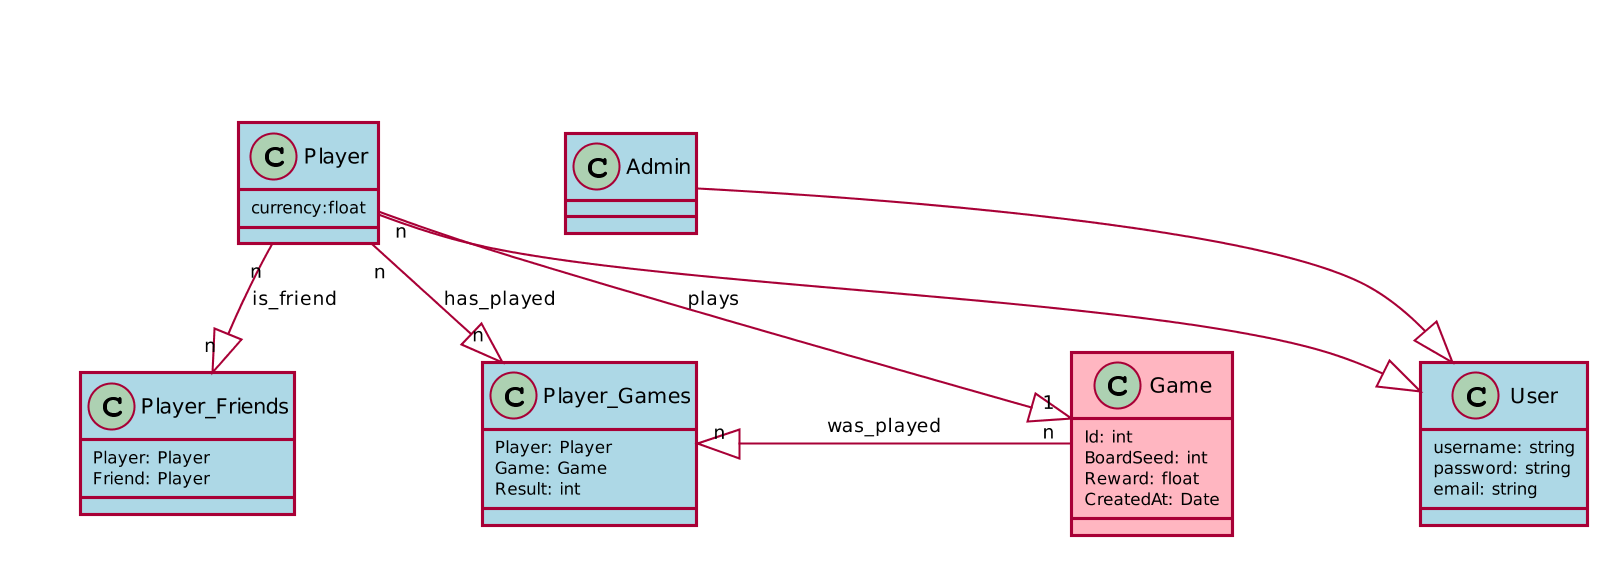 C Player
currency:float
C Admin
n
n
n
is_friend
has_played
plays
n
n
1
C Player_Friends
Player: Player
Friend: Player
C Player_Games
Player: Player
Game: Game
Result: int
n
was_played
n
C Game
Id: int
BoardSeed: int
Reward: float
CreatedAt: Date
C User
username: string
password: string
email: string